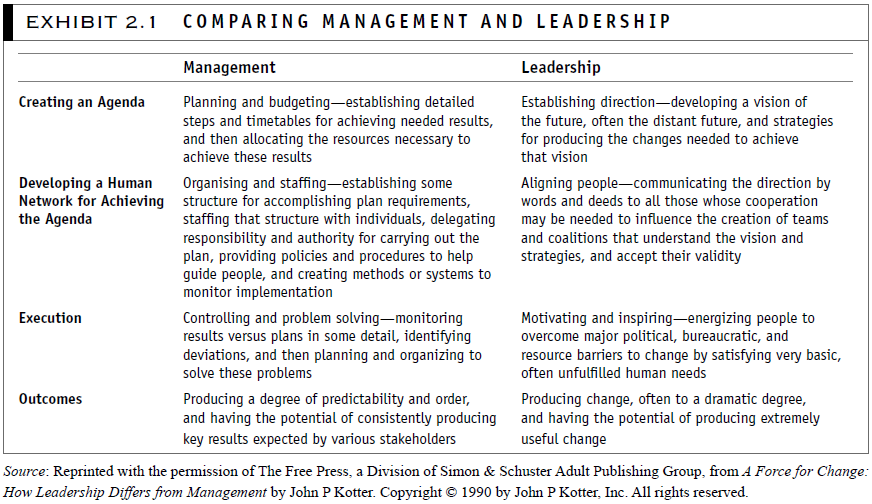 EXHIBIT 2.1 COMPARING MANAGEMENT AND LEADERSHIP
Management
Leadership
Creating an Agenda
Planning and budgeting—establishing detailed
steps and timetables for achieving needed results,
and then allocating the resources necessary to
achieve these results
Establishing direction—developing a vision of
the future, often the distant future, and strategies
for producing the changes needed to achieve
that vision
Developing a Human
Network for Achieving
the Agenda
Organising and staffing—establishing some
structure for accomplishing plan requirements,
staffing that structure with individuals, delegating
responsibility and authority for carrying out the
plan, providing policies and procedures to help
guide people, and creating methods or systems to
monitor implementation
Aligning people—communicating the direction by
words and deeds to all those whose cooperation
may be needed to influence the creation of teams
and coalitions that understand the vision and
strategies, and accept their validity
Execution
Controlling and problem solving—monitoring
results versus plans in some detail, identifying
deviations, and then planning and organizing to
solve these problems
Motivating and inspiring—energizing people to
overcome major political, bureaucratic, and
resource barriers to change by satisfying very basic,
often unfulfilled human needs
Outcomes
Producing a degree of predictability and order,
and having the potential of consistently producing
key results expected by various stakeholders
Producing change, often to a dramatic degree,
and having the potential of producing extremely
useful change
Source: Reprinted with the permission of The Free Press, a Division of Simon & Schuster Adult Publishing Group, from A Force for Change:
How Leadership Differs from Management by John P Kotter. Copyright © 1990 by John P Kotter, Inc. All rights reserved.